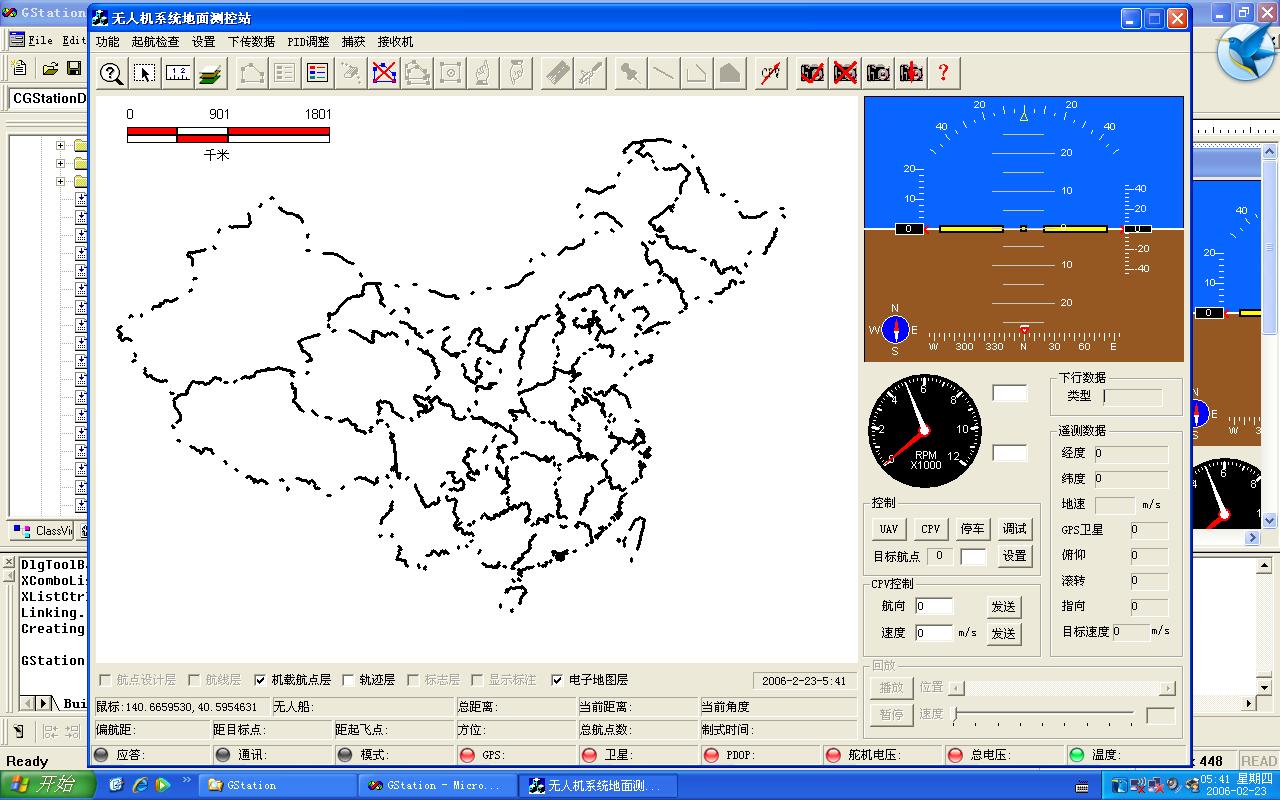 GStation
无人机系统地面测控站
File Edit
功能 起航检查 设置 下传数据 PID调整 捕获 接收机
CPV ?
CGStationD
0 901 1801
千米
20 20
40 40
20
20 10
10
0 0 0
40
20
-20
-40
10
20
N
W E
S
W 300 330 N 30 60 E
40
20
10
0
N
E
S
W 3
2 4 6 8 10 12
RPM
X1000
4 6 8
下行数据
类型
遥测数据
经度 0
纬度 0
地速 m/s
GPS卫星 0
俯仰 0
滚转 0
指向 0
目标速度 0 m/s
控制
UAV CPV 停车 调试
目标航点 0 设置
CPV控制
航向 0 发送
速度 0 m/s 发送
回放
播放 位置
暂停 速度
ClassVi
DlgToolB
XComboLis
XListCtr
Linking.
Creating
GStation
Bui
航点设计层 航线层 机载航点层 轨迹层 标志层 显示标注 电子地图层 2006-2-23-5:41
鼠标:140.6659530, 40.5954631 无人船: 总距离: 当前距离: 当前角度
偏航距: 距目标点: 距起飞点: 方位: 总航点数: 制式时间:
应答: 通讯: 模式: GPS: 卫星: PDOP: 舵机电压: 总电压: 温度:
Ready
x 448 READ
开始 GStation GStation - Micro... 无人机系统地面测... 05:41 星期四
2006-02-23